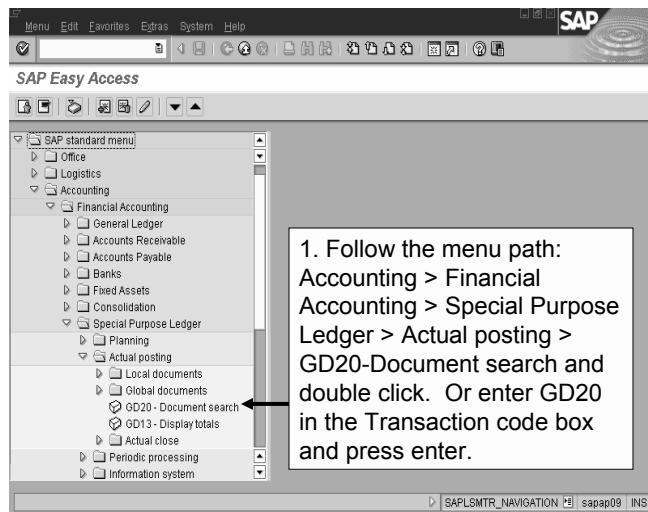 Menu Edit Favorites Extras System Help
SAP
SAP Easy Access
SAP standard menu
Office
Logistics
Accounting
Financial Accounting
General Ledger
Accounts Receivable
Accounts Payable
Banks
Fixed Assets
Consolidation
Special Purpose Ledger
Planning
Actual posting
Local documents
Global documents
GD20 - Document search
GD13 - Display totals
Actual close
Periodic processing
Information system
1. Follow the menu path:
Accounting > Financial
Accounting > Special Purpose
Ledger > Actual posting >
GD20-Document search and
double click. Or enter GD20
in the Transaction code box
and press enter.
SAPLSMTR_NAVIGATION sapap09 INS